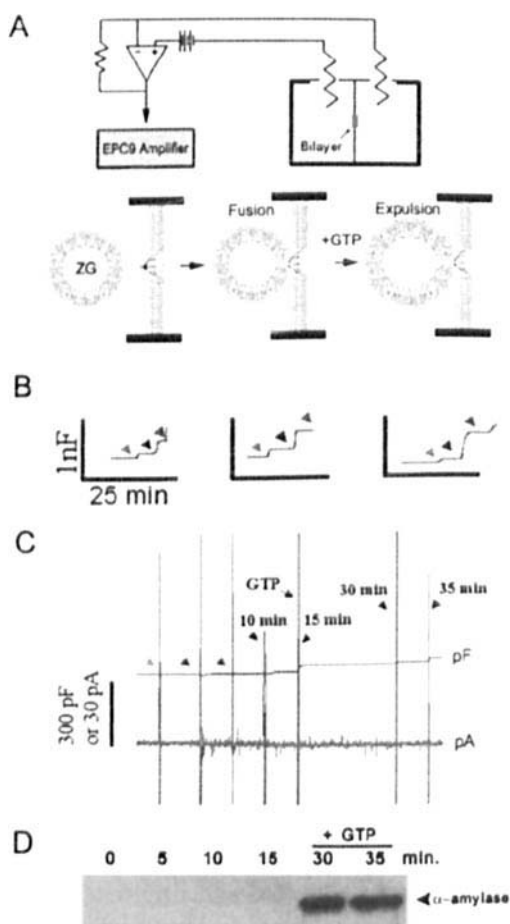 A
EPC9 Amplifier
Bilayer
ZG
Fusion
+GTP
Expulsion
B
1nF
25 min
C
GTP
10 min
15 min
30 min
35 min
300 pF
or 30 pA
pF
pA
D
+ GTP
0 5 10 15 30 35 min.
α-amylase